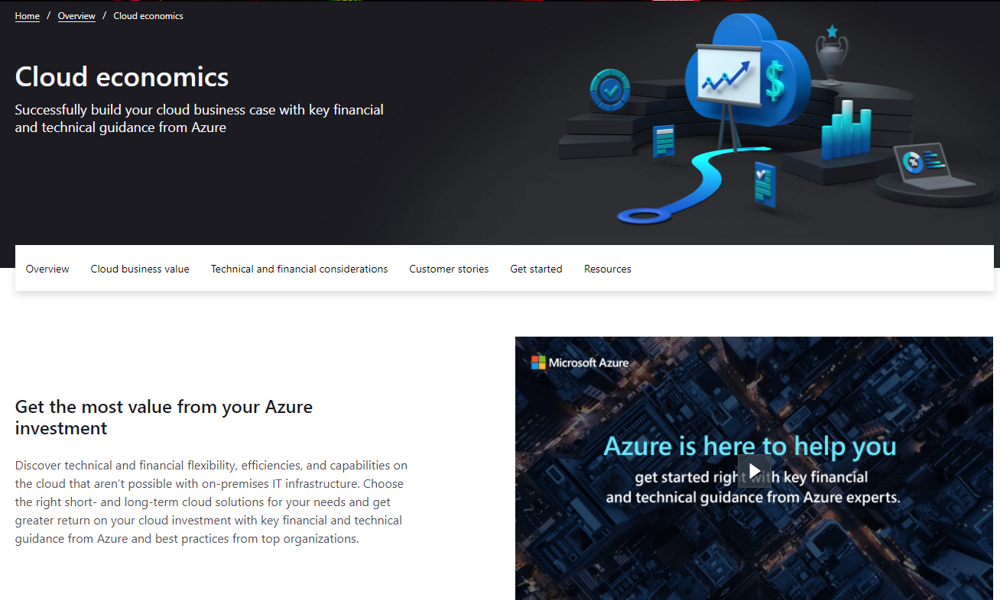 Home / Overview / Cloud economics
Cloud economics
Successfully build your cloud business case with key financial
and technical guidance from Azure
$
%
Overview
Cloud business value
Technical and financial considerations
Customer stories
Get started
Resources
Get the most value from your Azure
investment
Discover technical and financial flexibility, efficiencies, and capabilities on
the cloud that aren’t possible with on-premises IT infrastructure. Choose
the right short- and long-term cloud solutions for your needs and get
greater return on your cloud investment with key financial and technical
guidance from Azure and best practices from top organizations.
Microsoft Azure
Azure is here to help you
get started right with key financial
and technical guidance from Azure experts.